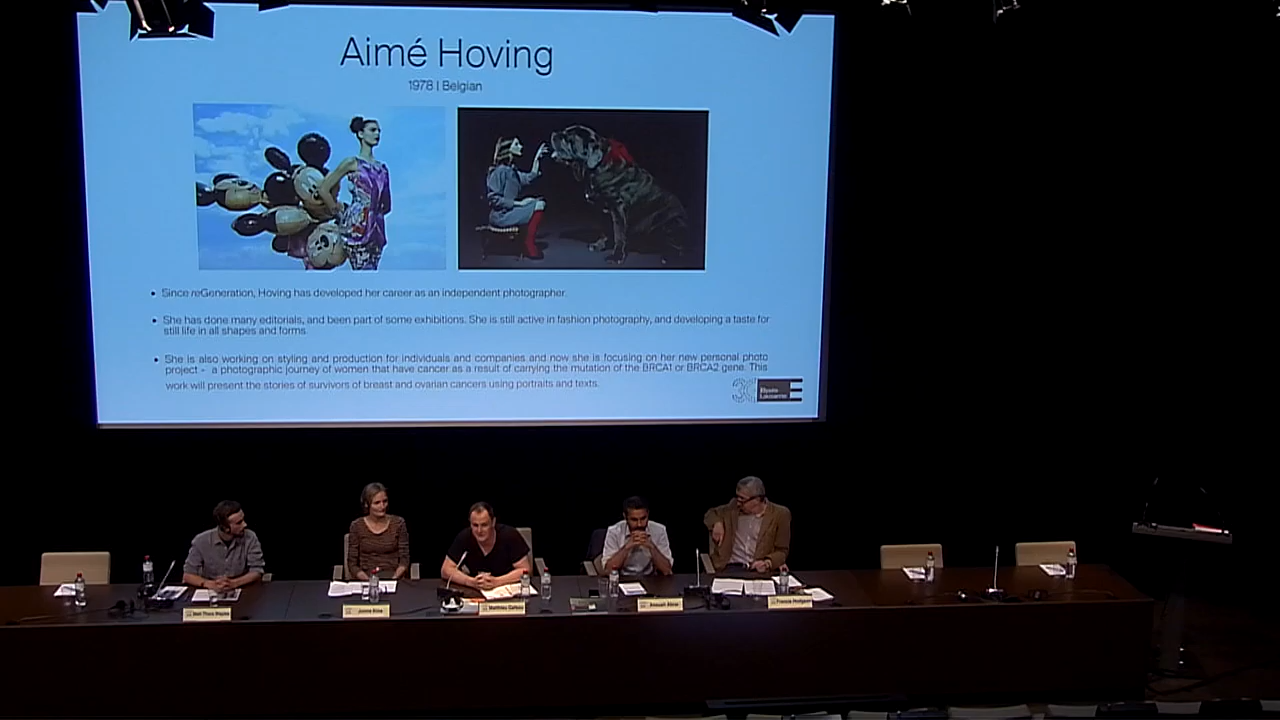 Aimé Hoving
1978 | Belgian
• Since reGeneration, Hoving has developed her career as an independent photographer.
• She has done many editorials, and been part of some exhibitions. She is still active in fashion photography, and developing a taste for
still life in all shapes and forms.
• She is also working on styling and production for individuals and companies and now she is focusing on her new personal photo
project - a photographic journey of women that have cancer as a result of carrying the mutation of the BRCA1 or BRCA2 gene. This
work will present the stories of survivors of breast and ovarian cancers using portraits and texts.
Matthieu
Francis Hodgson